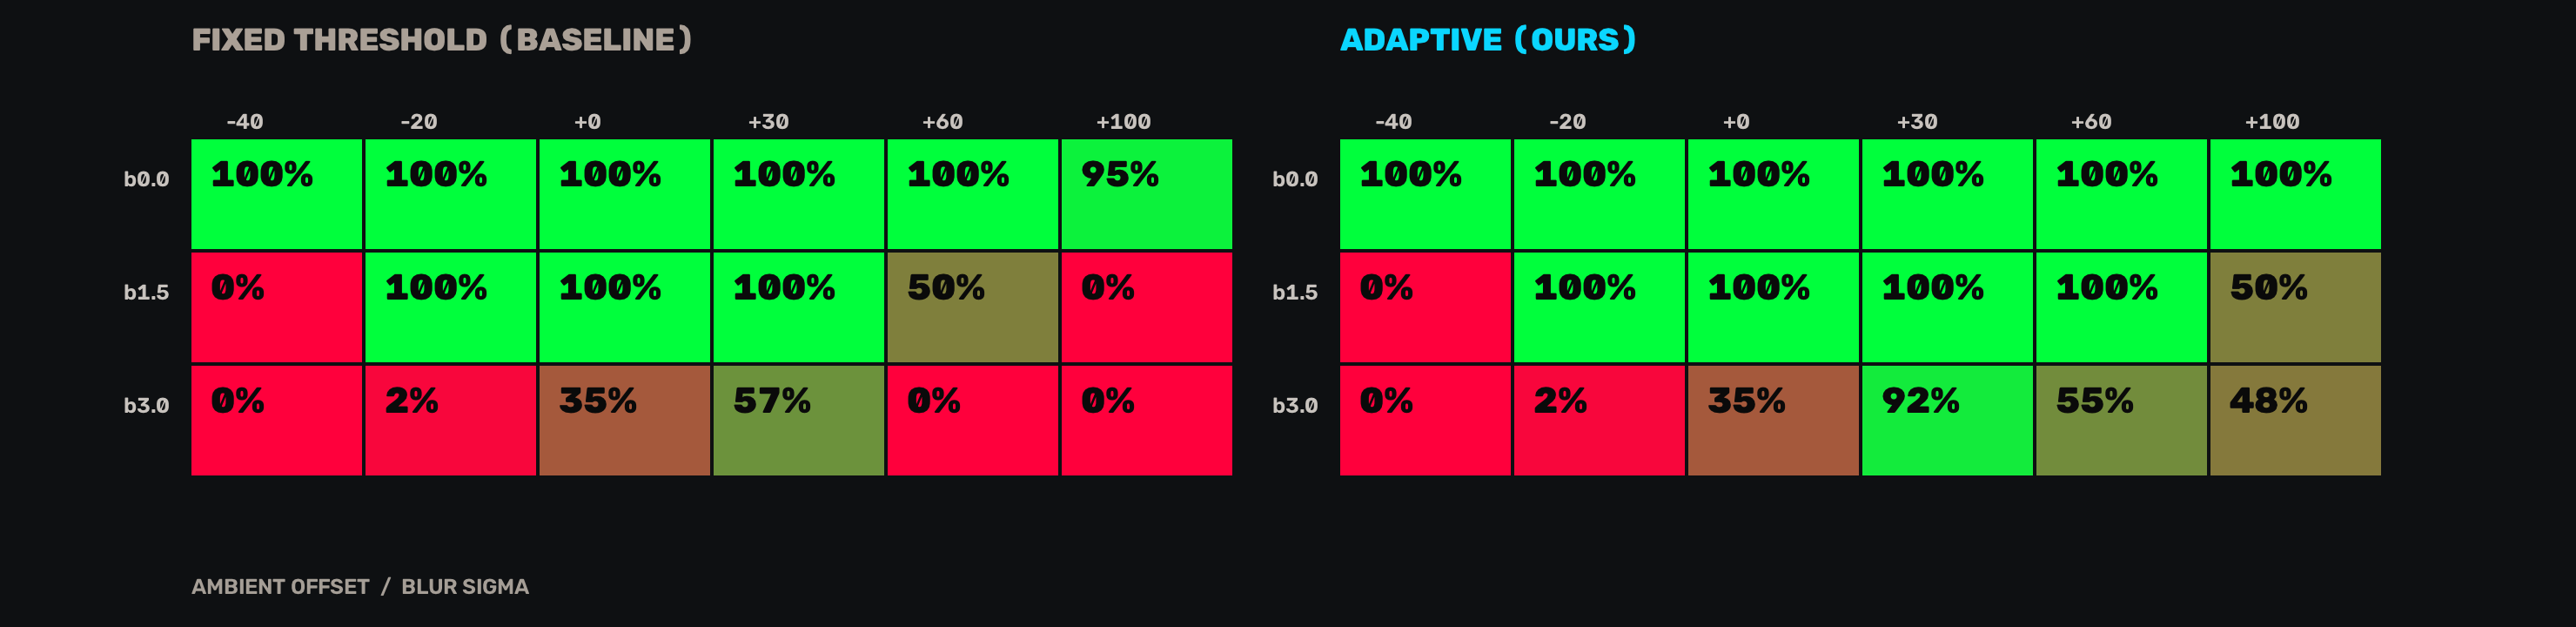 FIXED THRESHOLD (BASELINE)
-40 -20 +0 +30 +60 +100
b0.0 100% 100% 100% 100% 100% 95%
b1.5 0% 100% 100% 100% 50% 0%
b3.0 0% 2% 35% 57% 0% 0%
ADAPTIVE (OURS)
-40 -20 +0 +30 +60 +100
b0.0 100% 100% 100% 100% 100% 100%
b1.5 0% 100% 100% 100% 100% 50%
b3.0 0% 2% 35% 92% 55% 48%
AMBIENT OFFSET / BLUR SIGMA